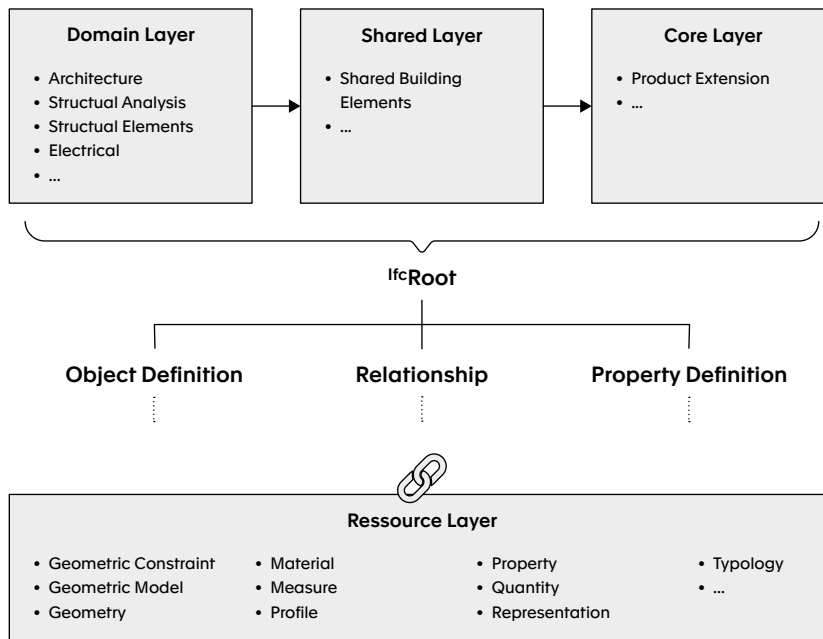 Domain Layer
• Architecture
• Structual Analysis
• Structual Elements
• Electrical
• ...
Shared Layer
• Shared Building
Elements
• ...
Core Layer
• Product Extension
• ...
IfcRoot
Object Definition
Relationship
Property Definition
Ressource Layer
• Geometric Constraint
• Geometric Model
• Geometry
• Material
• Measure
• Profile
• Property
• Quantity
• Representation
• Typology
• ...